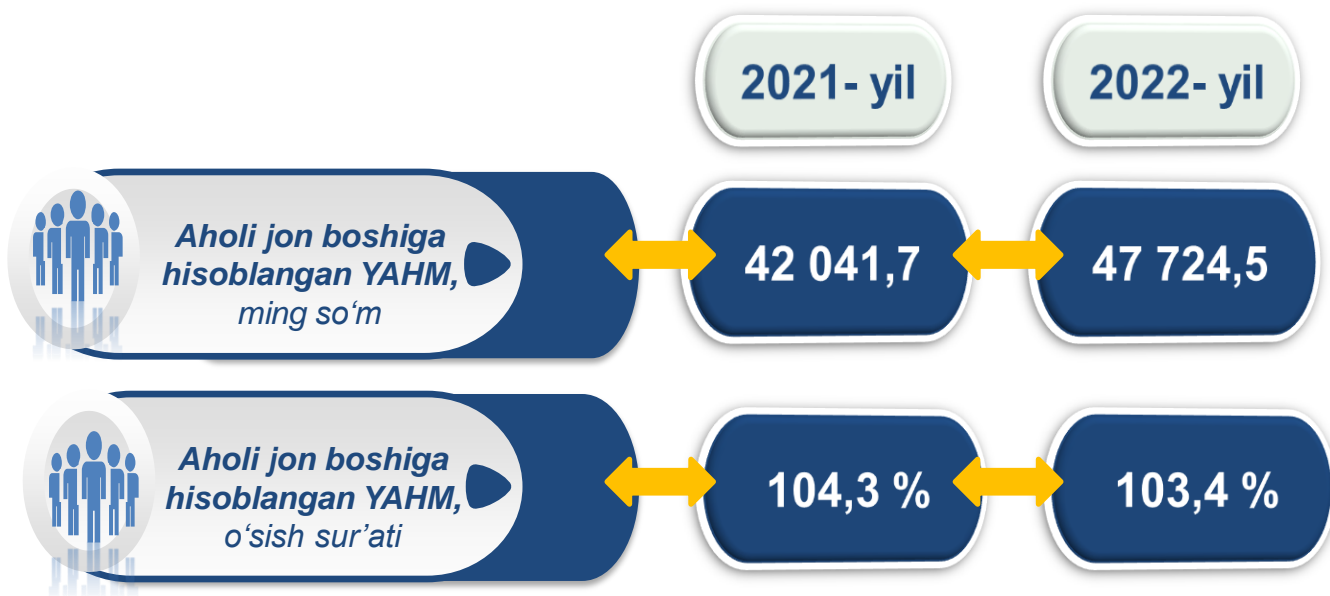 2021- yil
2022- yil
Aholi jon boshiga
hisoblangan YAHM,
ming so‘m
42 041,7
47 724,5
Aholi jon boshiga
hisoblangan YAHM,
o‘sish sur’ati
104,3 %
103,4 %